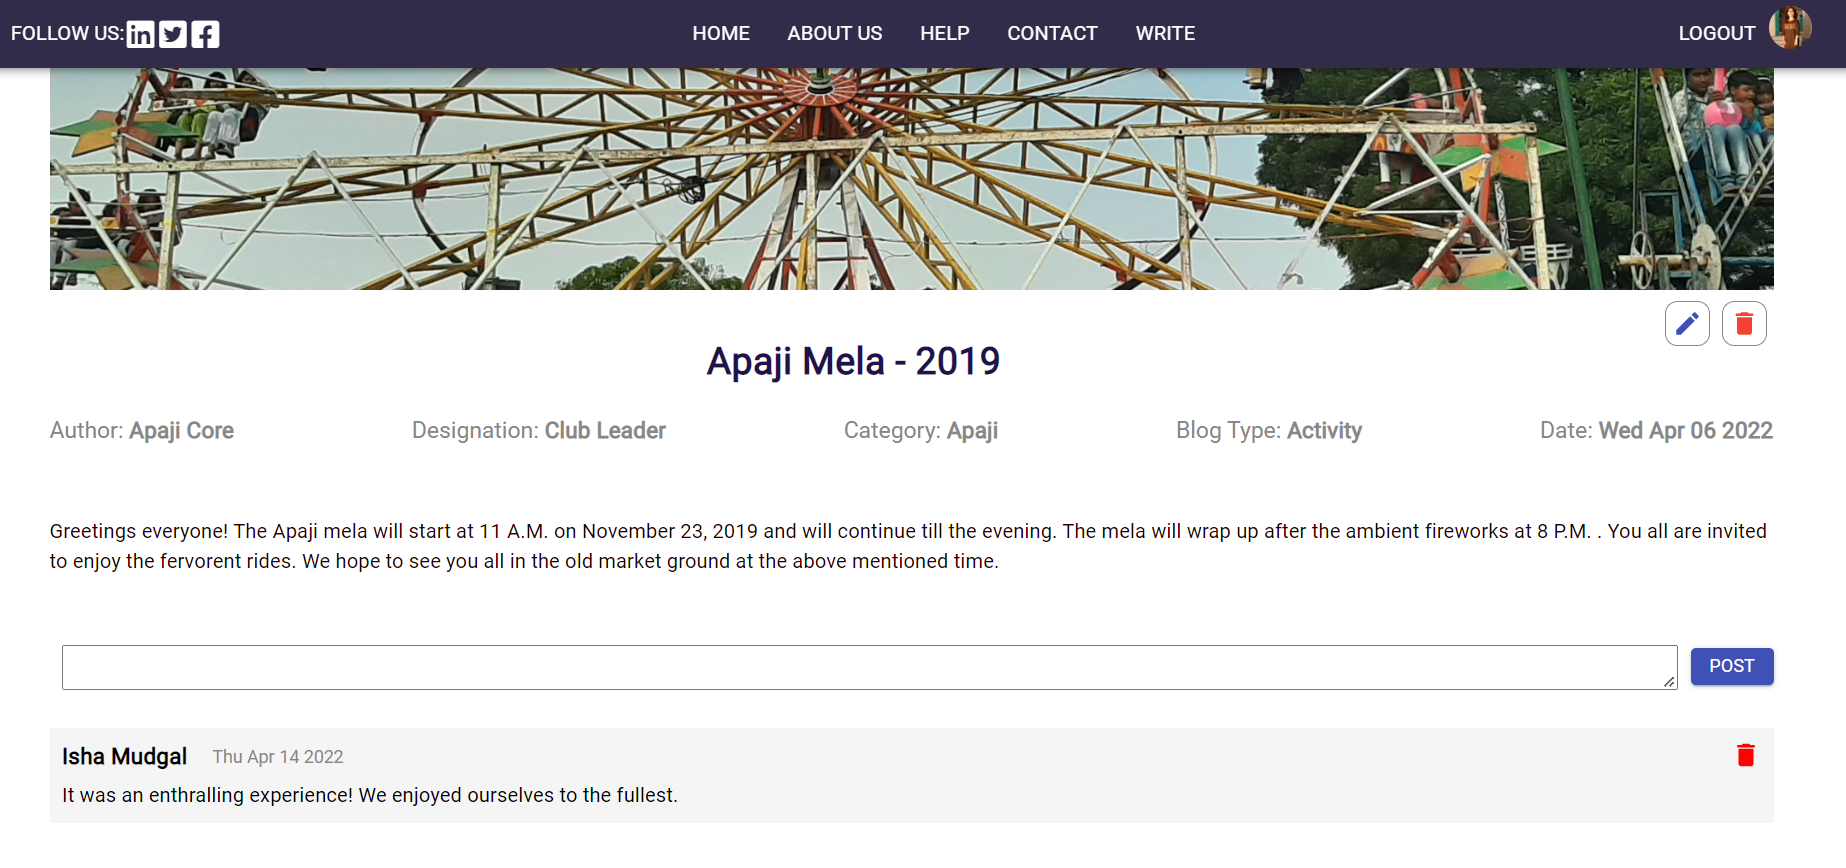 FOLLOW US:
HOME ABOUT US HELP CONTACT WRITE
LOGOUT
Apaji Mela - 2019
Author: Apaji Core Designation: Club Leader Category: Apaji Blog Type: Activity Date: Wed Apr 06 2022
Greetings everyone! The Apaji mela will start at 11 A.M. on November 23, 2019 and will continue till the evening. The mela will wrap up after the ambient fireworks at 8 P.M. . You all are invited
to enjoy the fervorent rides. We hope to see you all in the old market ground at the above mentioned time.
POST
Isha Mudgal Thu Apr 14 2022
It was an enthralling experience! We enjoyed ourselves to the fullest.